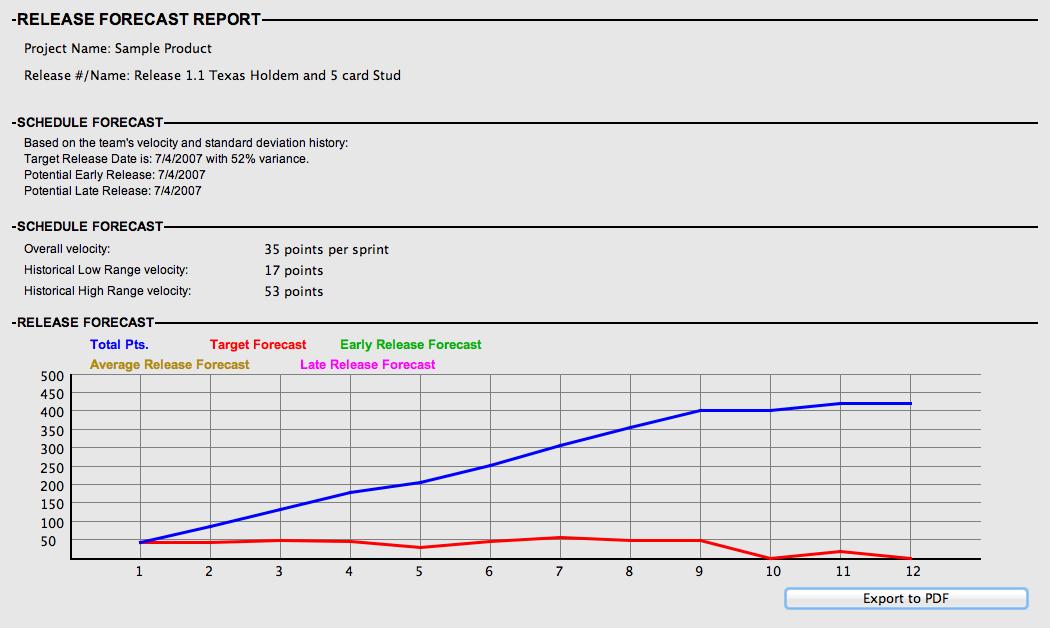 RELEASE FORECAST REPORT
Project Name: Sample Product
Release #/Name: Release 1.1 Texas Holdem and 5 card Stud
SCHEDULE FORECAST
Based on the team's velocity and standard deviation history:
Target Release Date is: 7/4/2007 with 52% variance.
Potential Early Release: 7/4/2007
Potential Late Release: 7/4/2007
SCHEDULE FORECAST
Overall velocity: 35 points per sprint
Historical Low Range velocity: 17 points
Historical High Range velocity: 53 points
RELEASE FORECAST
Total Pts. Target Forecast Early Release Forecast
Average Release Forecast Late Release Forecast
500
450
400
350
300
250
200
150
100
50
1 2 3 4 5 6 7 8 9 10 11 12
Export to PDF